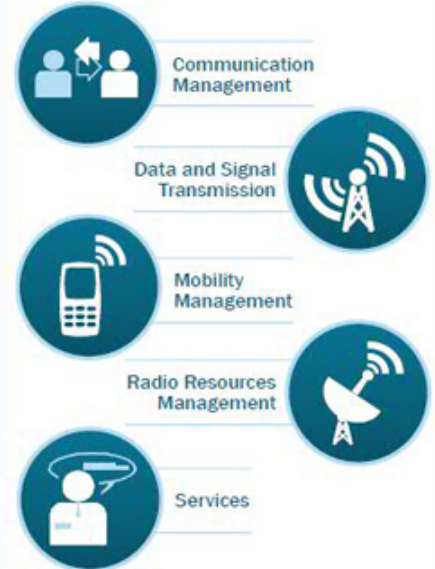 Communication
Management
Data and Signal
Transmission
Mobility
Management
Radio Resources
Management
Services